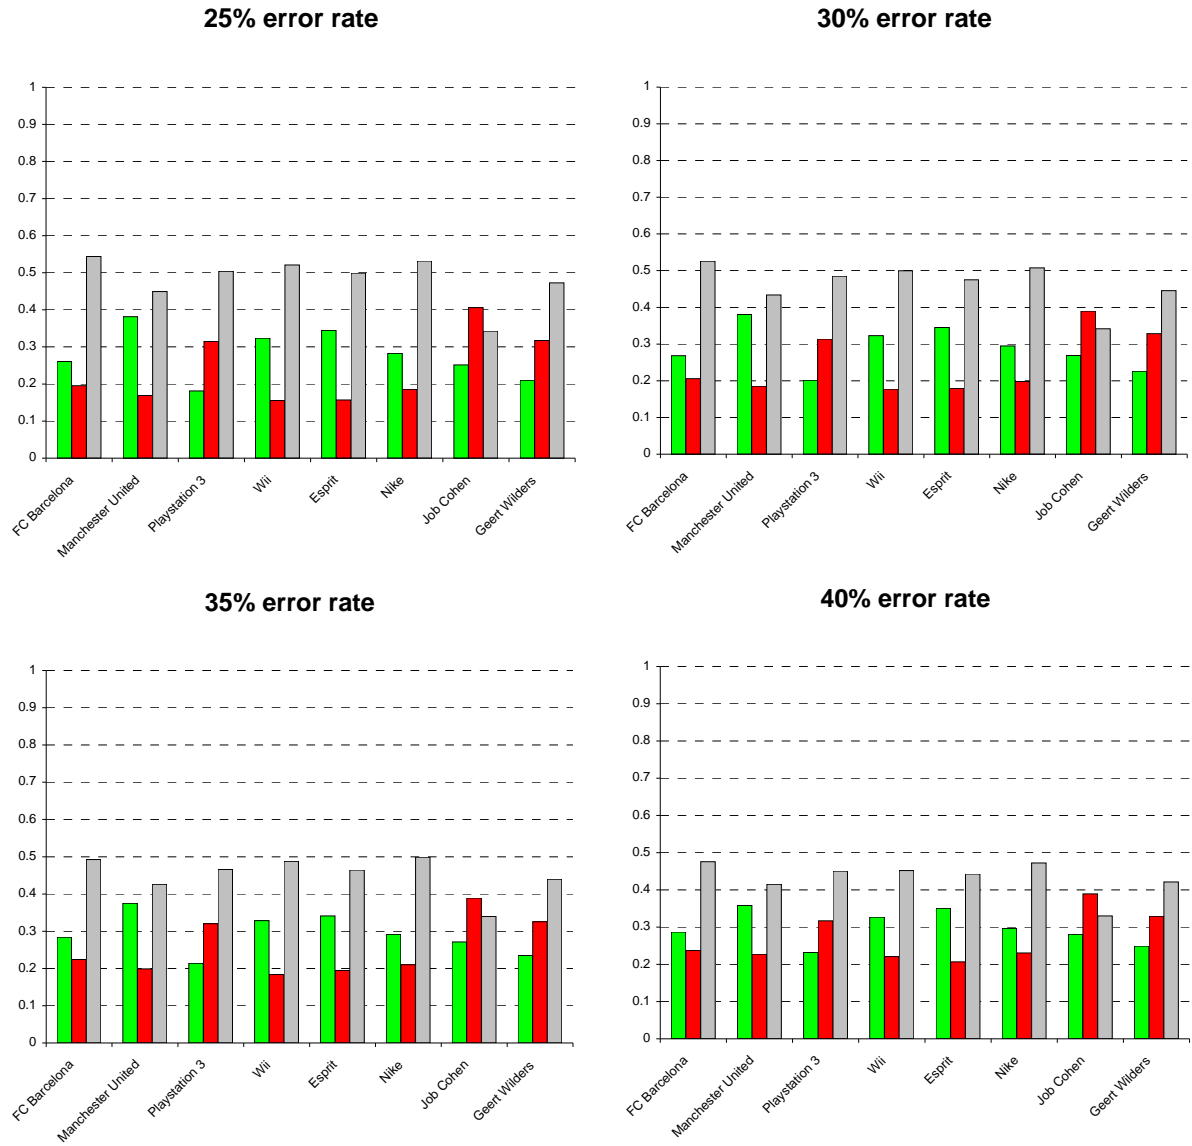 25% error rate
1
0.9
0.8
0.7
0.6
0.5
0.4
0.3
0.2
0.1
0
FC Barcelona
Manchester United
Playstation 3
Wii
Esprit
Nike
Job Cohen
Geert Wilders
30% error rate
1
0.9
0.8
0.7
0.6
0.5
0.4
0.3
0.2
0.1
0
FC Barcelona
Manchester United
Playstation 3
Wii
Esprit
Nike
Job Cohen
Geert Wilders
35% error rate
1
0.9
0.8
0.7
0.6
0.5
0.4
0.3
0.2
0.1
0
FC Barcelona
Manchester United
Playstation 3
Wii
Esprit
Nike
Job Cohen
Geert Wilders
40% error rate
1
0.9
0.8
0.7
0.6
0.5
0.4
0.3
0.2
0.1
0
FC Barcelona
Manchester United
Playstation 3
Wii
Esprit
Nike
Job Cohen
Geert Wilders